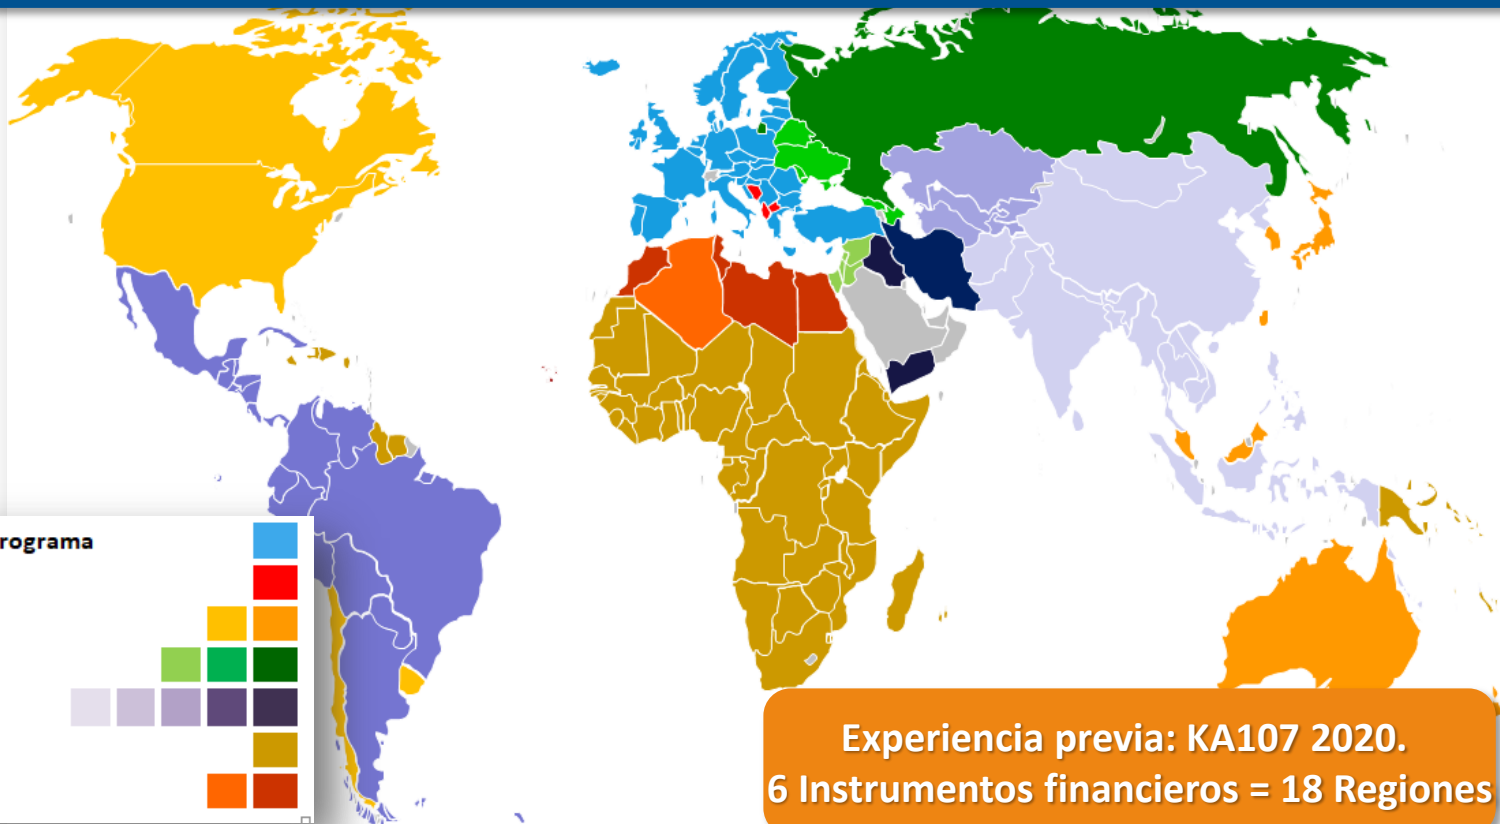 rograma
Experiencia previa: KA107 2020.
6 Instrumentos financieros = 18 Regiones